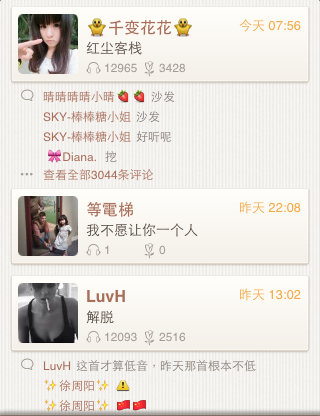 🐥千变花花🐥 今天 07:56
红尘客栈
12965 3428
晴晴晴晴小晴🍓🍓 沙发
SKY-棒棒糖小姐 沙发
SKY-棒棒糖小姐 好听呢
🎀Diana. 挖
查看全部3044条评论
等電梯 昨天 22:08
我不愿让你一个人
1 0
LuvH 昨天 13:02
解脱
12093 2516
LuvH 这首才算低音，昨天那首根本不低
✨徐周阳✨ ⚠️
✨徐周阳✨ 🇨🇳🇨🇳